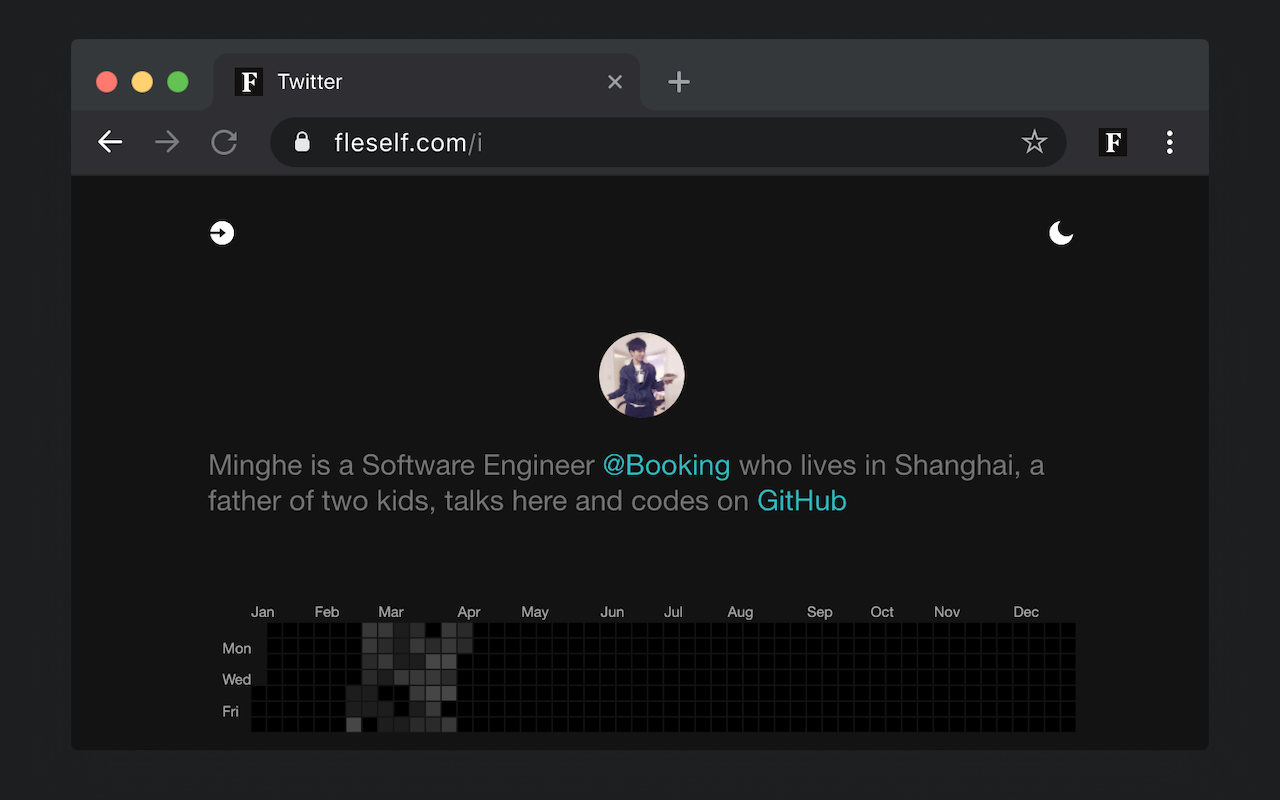 F Twitter
fleself.com/i
F
Minghe is a Software Engineer @Booking who lives in Shanghai, a
father of two kids, talks here and codes on GitHub
Jan Feb Mar Apr May Jun Jul Aug Sep Oct Nov Dec
Mon
Wed
Fri